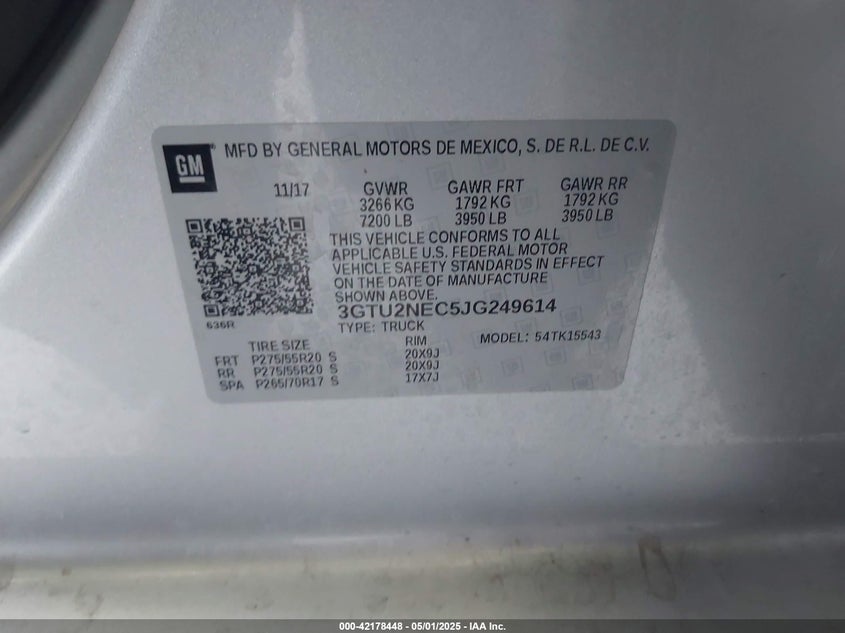 GM
MFD BY GENERAL MOTORS DE MEXICO, S. DE R.L. DE C.V.
11/17 GVWR GAWR FRT GAWR RR
3266 KG 1792 KG 1792 KG
7200 LB 3950 LB 3950 LB
THIS VEHICLE CONFORMS TO ALL
APPLICABLE U.S. FEDERAL MOTOR
VEHICLE SAFETY STANDARDS IN EFFECT
ON THE DATE OF MANUFACTURE
SHOWN ABOVE.
3GTU2NEC5JG249614
636R
TYPE: TRUCK
TIRE SIZE RIM MODEL: 54TK15543
FRT P275/55R20 S 20X9J
RR P275/55R20 S 20X9J
SPA P265/70R17 S 17X7J
000-42178448 - 05/01/2025 - IAA Inc.